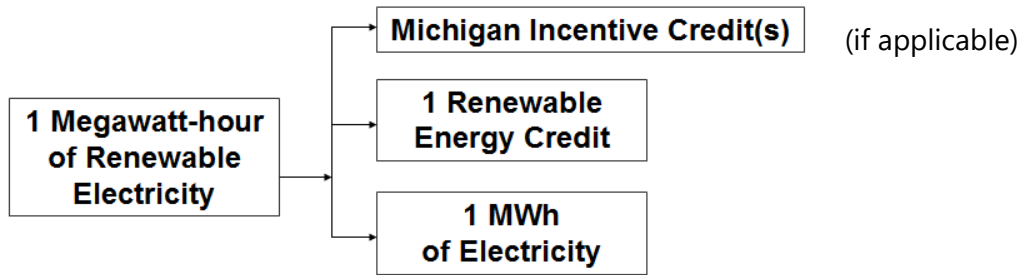 Michigan Incentive Credit(s)
(if applicable)
1 Megawatt-hour
of Renewable
Electricity
1 Renewable
Energy Credit
1 MWh
of Electricity